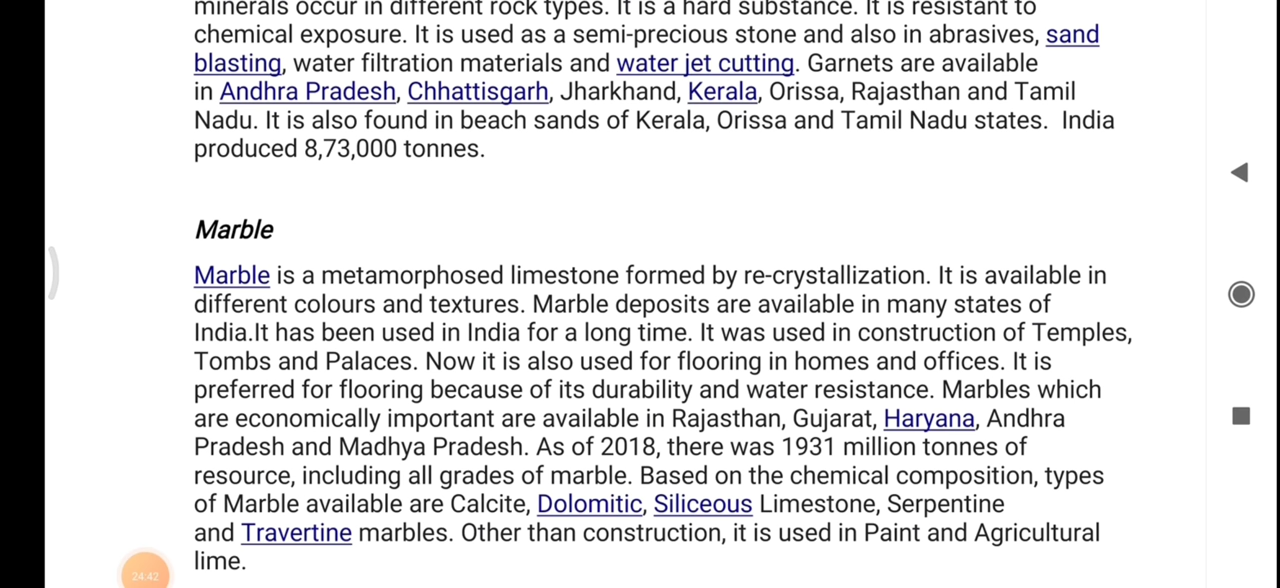 minerals occur in different rock types. It is a hard substance. It is resistant to
chemical exposure. It is used as a semi-precious stone and also in abrasives, sand
blasting, water filtration materials and water jet cutting. Garnets are available
in Andhra Pradesh, Chhattisgarh, Jharkhand, Kerala, Orissa, Rajasthan and Tamil
Nadu. It is also found in beach sands of Kerala, Orissa and Tamil Nadu states.  India
produced 8,73,000 tonnes.
Marble
Marble is a metamorphosed limestone formed by re-crystallization. It is available in
different colours and textures. Marble deposits are available in many states of
India.It has been used in India for a long time. It was used in construction of Temples,
Tombs and Palaces. Now it is also used for flooring in homes and offices. It is
preferred for flooring because of its durability and water resistance. Marbles which
are economically important are available in Rajasthan, Gujarat, Haryana, Andhra
Pradesh and Madhya Pradesh. As of 2018, there was 1931 million tonnes of
resource, including all grades of marble. Based on the chemical composition, types
of Marble available are Calcite, Dolomitic, Siliceous Limestone, Serpentine
and Travertine marbles. Other than construction, it is used in Paint and Agricultural
lime.
24:42